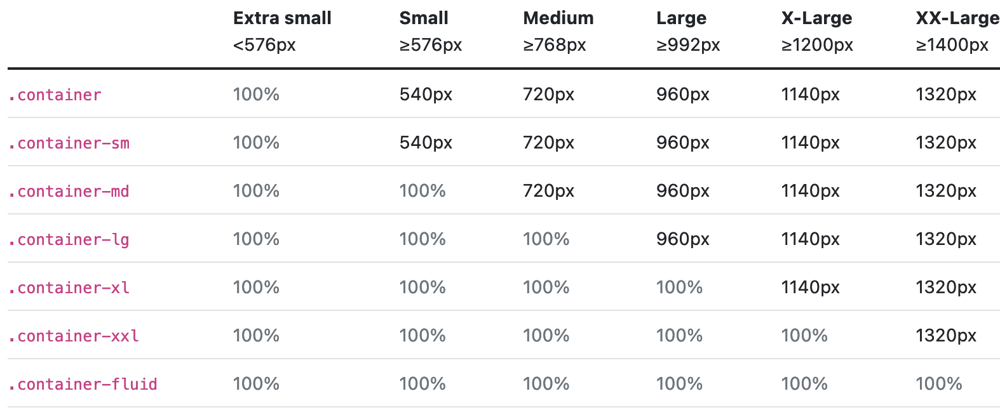 Extra small Small Medium Large X-Large XX-Large
<576px ≥576px ≥768px ≥992px ≥1200px ≥1400px
.container 100% 540px 720px 960px 1140px 1320px
.container-sm 100% 540px 720px 960px 1140px 1320px
.container-md 100% 100% 720px 960px 1140px 1320px
.container-lg 100% 100% 100% 960px 1140px 1320px
.container-xl 100% 100% 100% 100% 1140px 1320px
.container-xxl 100% 100% 100% 100% 100% 1320px
.container-fluid 100% 100% 100% 100% 100% 100%